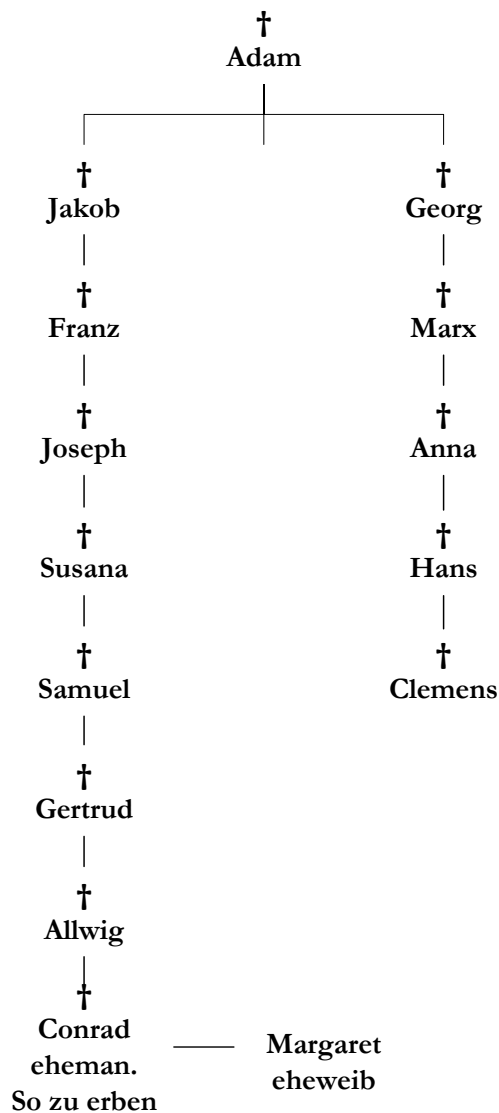 †
Adam
† †
Jakob Georg
† †
Franz Marx
† †
Joseph Anna
† †
Susana Hans
† †
Samuel Clemens
†
Gertrud
†
Allwig
†
Conrad
eheman.
So zu erben
Margaret
eheweib